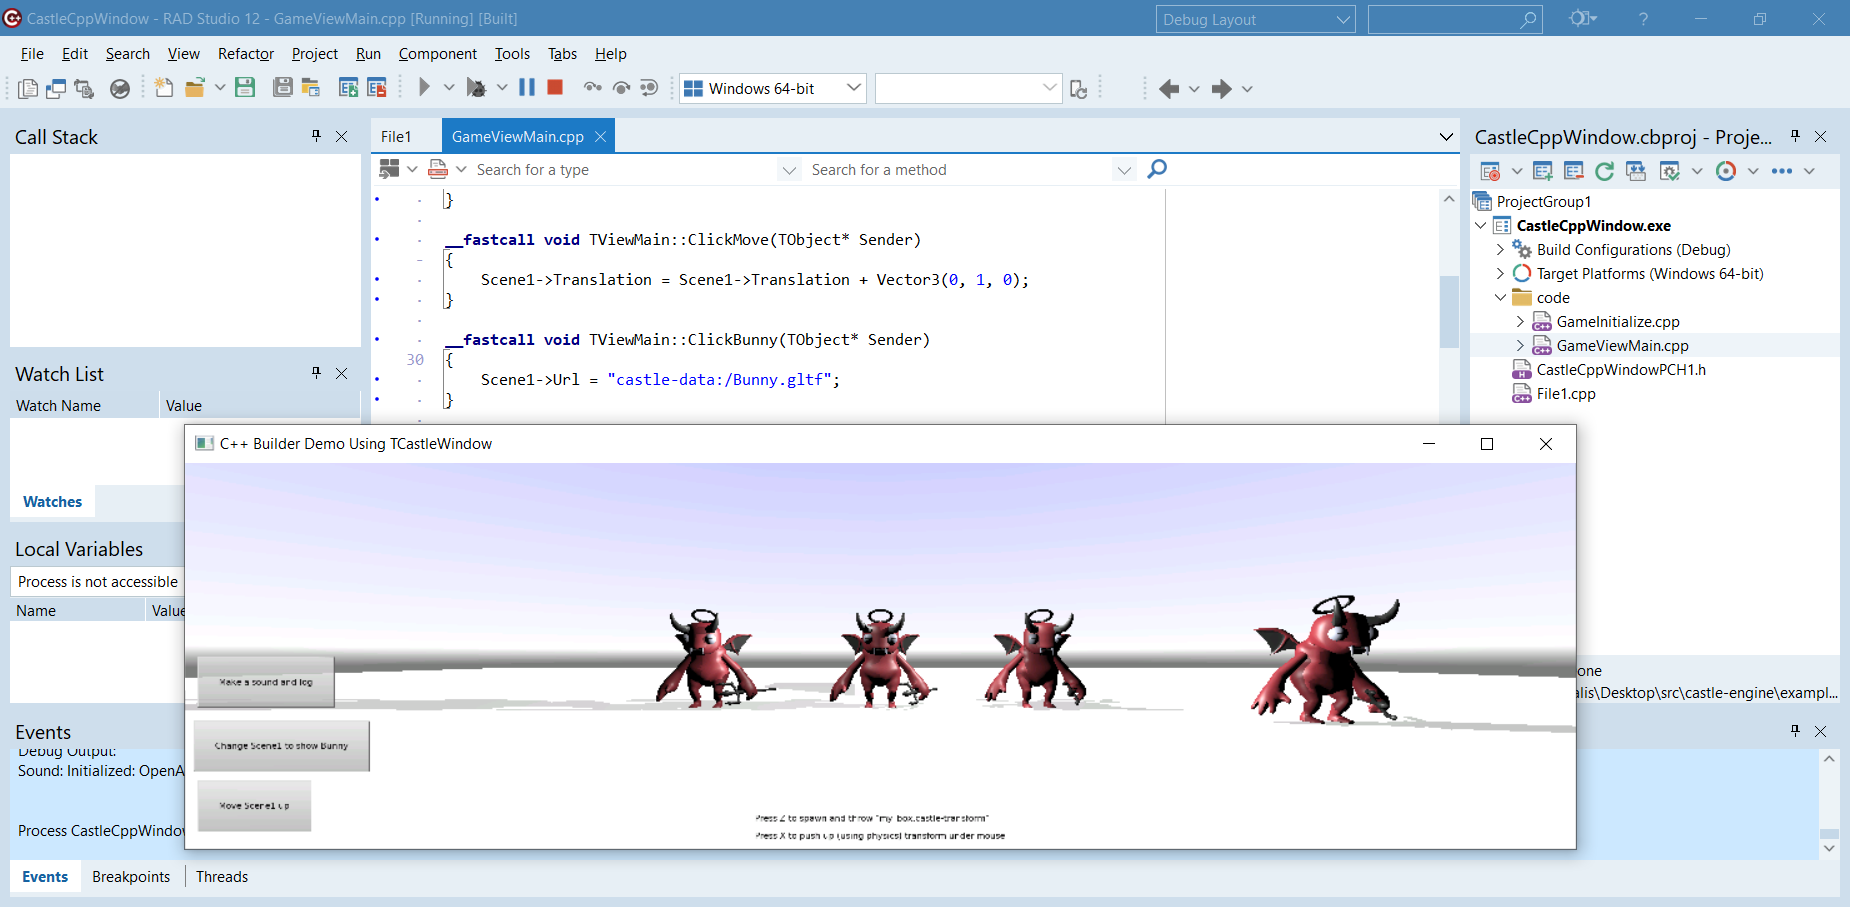 CastleCppWindow - RAD Studio 12 - GameViewMain.cpp [Running] [Built]
Debug Layout
?
File Edit Search View Refactor Project Run Component Tools Tabs Help
Windows 64-bit
Call Stack
File1 GameViewMain.cpp
Search for a type Search for a method
}
__fastcall void TViewMain::ClickMove(TObject* Sender)
{
Scene1->Translation = Scene1->Translation + Vector3(0, 1, 0);
}
__fastcall void TViewMain::ClickBunny(TObject* Sender)
30 {
Scene1->Url = "castle-data:/Bunny.gltf";
}
Watch List
Watch Name Value
Watches
Local Variables
Process is not accessible
Name Value
Events
Debug Output:
Sound: Initialized: OpenA
Process CastleCppWindow
Events Breakpoints Threads
CastleCppWindow.cbproj - Proje...
ProjectGroup1
CastleCppWindow.exe
Build Configurations (Debug)
Target Platforms (Windows 64-bit)
code
GameInitialize.cpp
GameViewMain.cpp
CastleCppWindowPCH1.h
File1.cpp
one
alis\Desktop\src\castle-engine\exampl...
C++ Builder Demo Using TCastleWindow
Make a sound and log
Change Scene1 to show Bunny
Move Scene1 up
Press Z to spawn and throw "my_box.castle-transform"
Press X to push up (using physics) transform under mouse